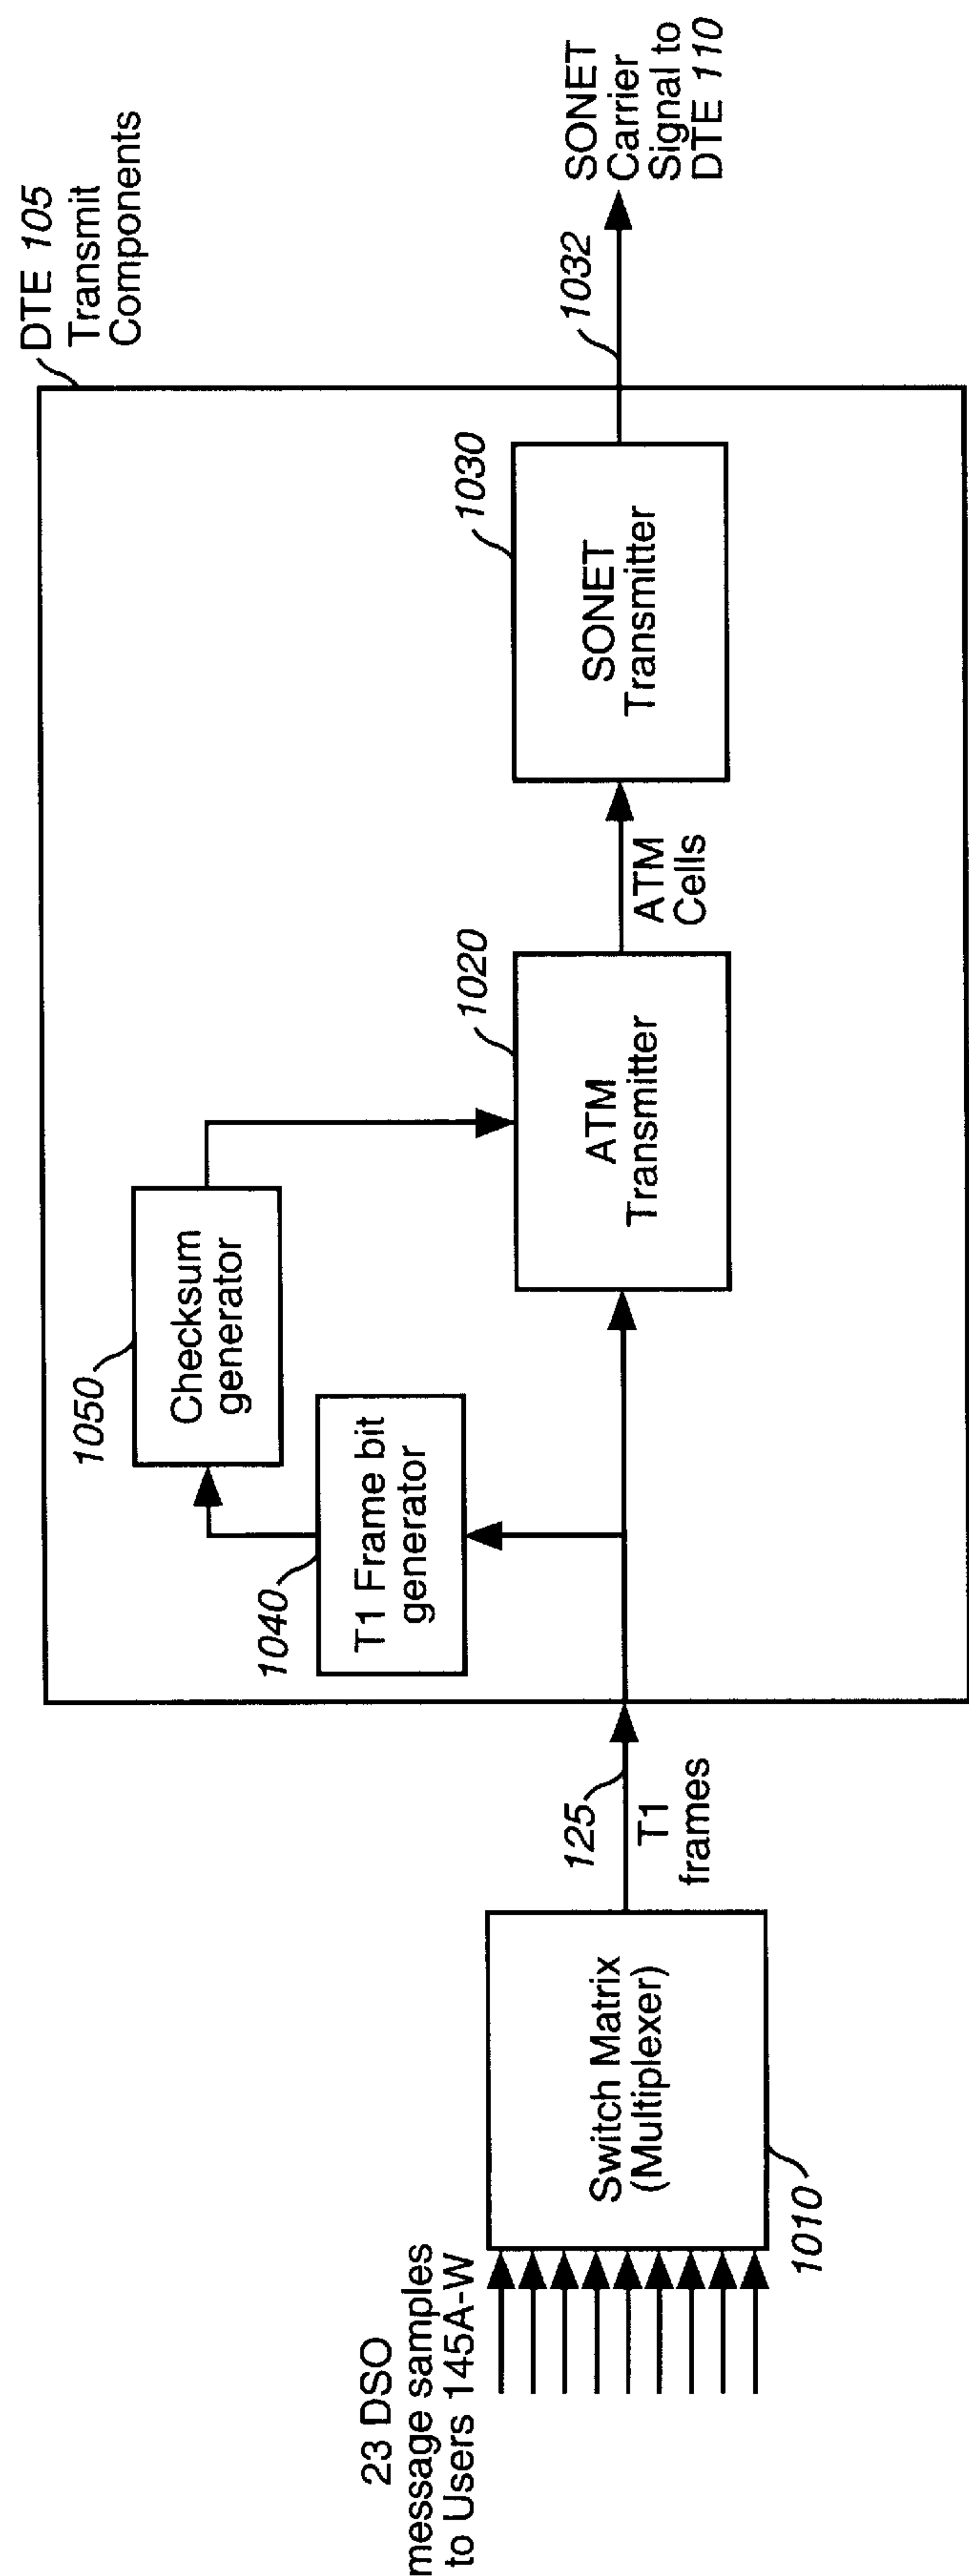 23 DSO
message samples
to Users 145A-W
Switch Matrix
(Multiplexer)
1010
125
T1
frames
DTE 105
Transmit
Components
T1 Frame bit
generator
1040
Checksum
generator
1050
ATM
Transmitter
1020
ATM
Cells
SONET
Transmitter
1030
1032
SONET
Carrier
Signal to
DTE 110